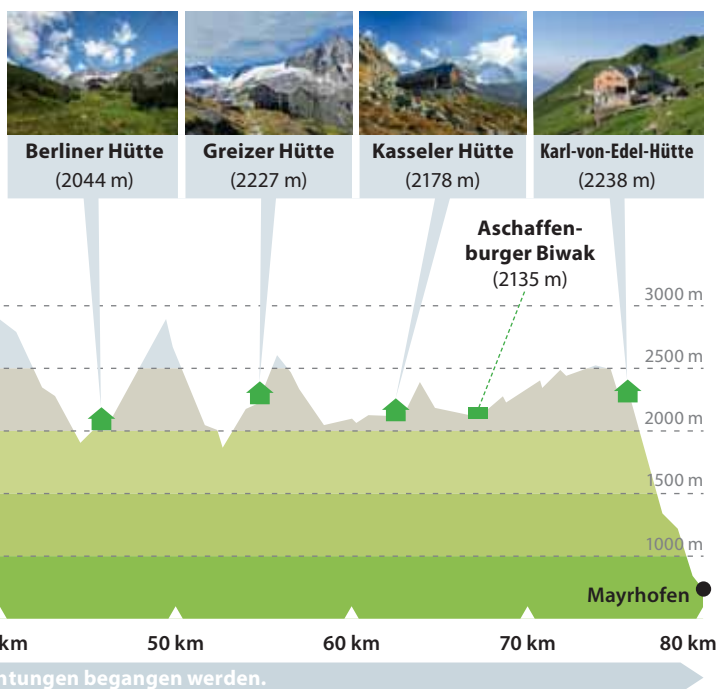 Berliner Hütte
(2044 m)
Greizer Hütte
(2227 m)
Kasseler Hütte
(2178 m)
Karl-von-Edel-Hütte
(2238 m)
Aschaffen-
burger Biwak
(2135 m)
3000 m
2500 m
2000 m
1500 m
1000 m
Mayrhofen
km
50 km
60 km
70 km
80 km
ntungen begangen werden.